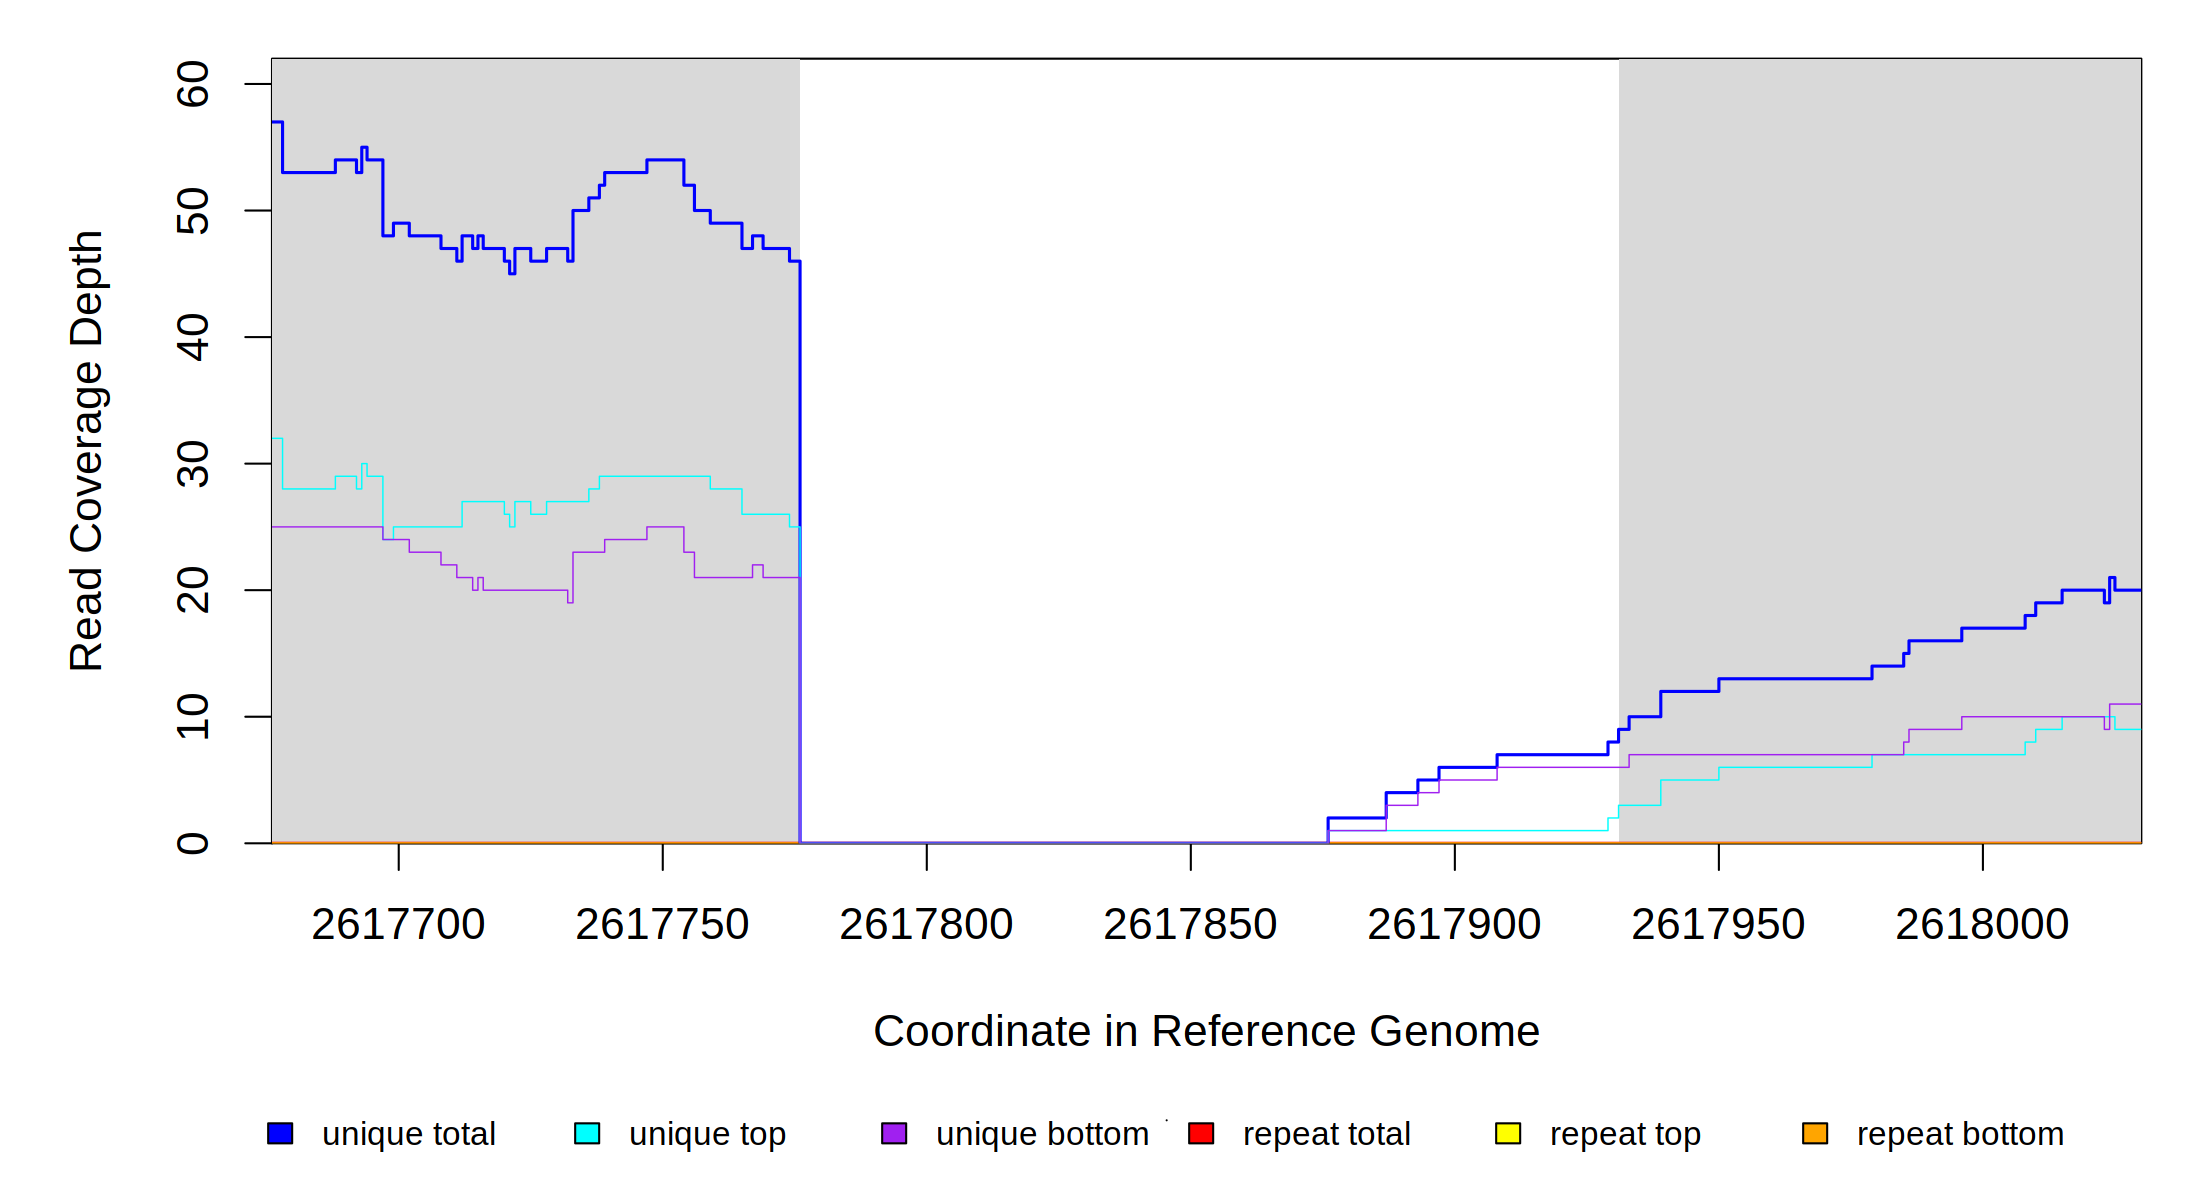 Read Coverage Depth
60
50
40
30
20
10
0
2617700 2617750 2617800 2617850 2617900 2617950 2618000
Coordinate in Reference Genome
unique total unique top unique bottom repeat total repeat top repeat bottom